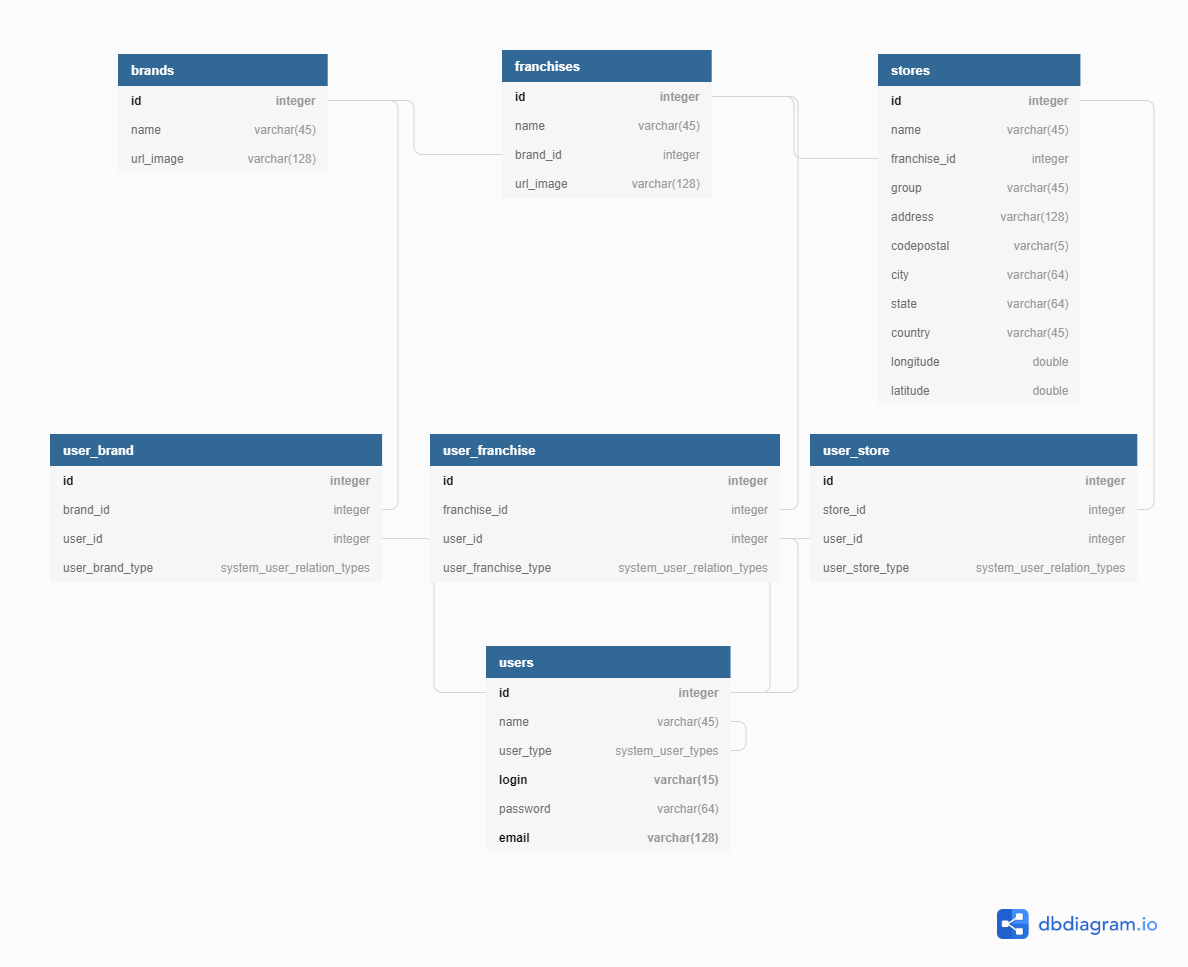 brands
id integer
name varchar(45)
url_image varchar(128)
franchises
id integer
name varchar(45)
brand_id integer
url_image varchar(128)
stores
id integer
name varchar(45)
franchise_id integer
group varchar(45)
address varchar(128)
codepostal varchar(5)
city varchar(64)
state varchar(64)
country varchar(45)
longitude double
latitude double
user_brand
id integer
brand_id integer
user_id integer
user_brand_type system_user_relation_types
user_franchise
id integer
franchise_id integer
user_id integer
user_franchise_type system_user_relation_types
user_store
id integer
store_id integer
user_id integer
user_store_type system_user_relation_types
users
id integer
name varchar(45)
user_type system_user_types
login varchar(15)
password varchar(64)
email varchar(128)
dbdiagram.io